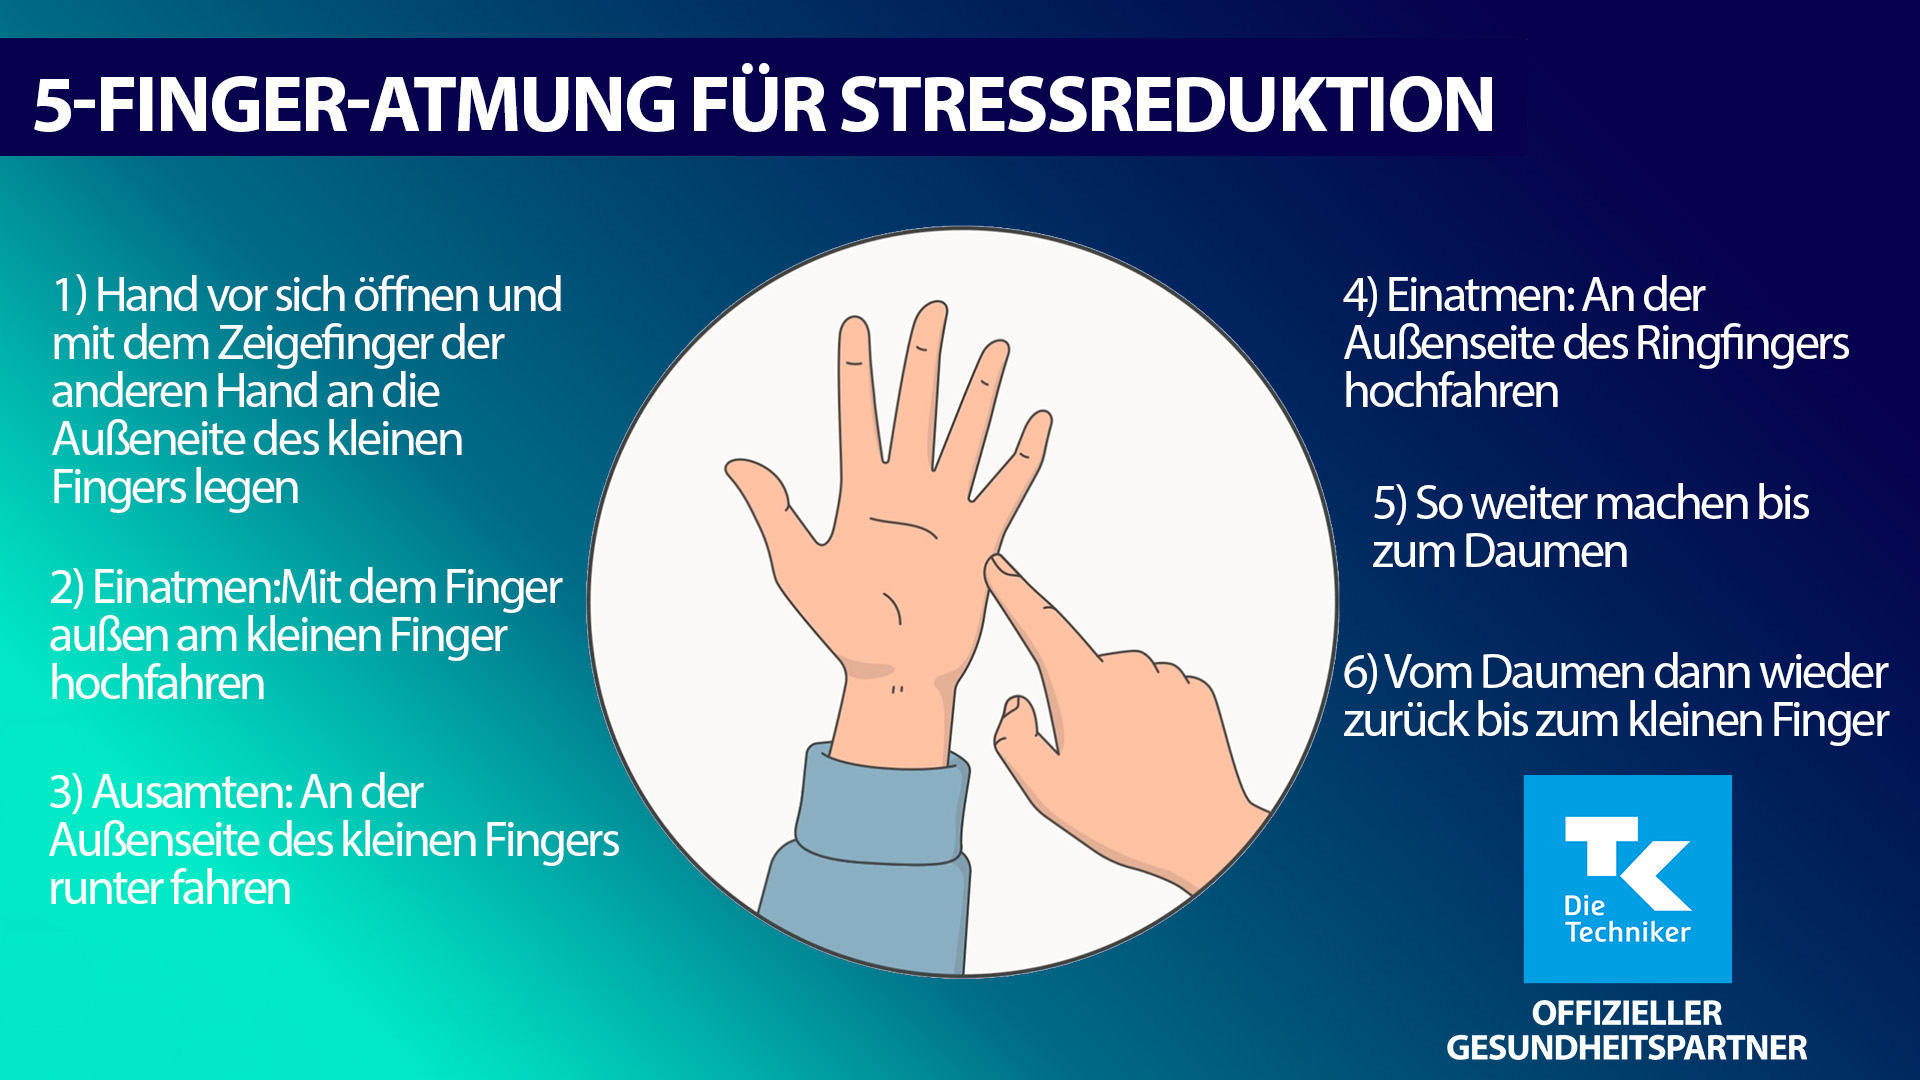 5-FINGER-ATMUNG FÜR STRESSREDUKTION
1) Hand vor sich öffnen und
mit dem Zeigefinger der
anderen Hand an die
Außeneite des kleinen
Fingers legen
2) Einatmen:Mit dem Finger
außen am kleinen Finger
hochfahren
3) Ausamten: An der
Außenseite des kleinen Fingers
runter fahren
4) Einatmen: An der
Außenseite des Ringfingers
hochfahren
5) So weiter machen bis
zum Daumen
6) Vom Daumen dann wieder
zurück bis zum kleinen Finger
TK
Die
Techniker
OFFIZIELLER
GESUNDHEITSPARTNER